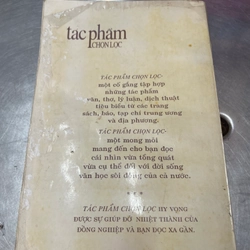 tác phẩm
CHỌN LỌC
TÁC PHẨM CHỌN LỌC-
một cố gắng tập hợp
những tác phẩm
văn, thơ, lý luận, dịch thuật
tiêu biểu từ các trang
sách, báo, tạp chí trung ương
và địa phương.
TÁC PHẨM CHỌN LỌC-
một mong mỏi
mang đến cho bạn đọc
cái nhìn vừa tổng quát
vừa cụ thể đối với đời sống
văn học sôi động của cả nước.
***
TÁC PHẨM CHỌN LỌC HY VỌNG
ĐƯỢC SỰ GIÚP ĐỠ NHIỆT THÀNH CỦA
ĐỒNG NGHIỆP VÀ BẠN ĐỌC XA GẦN.